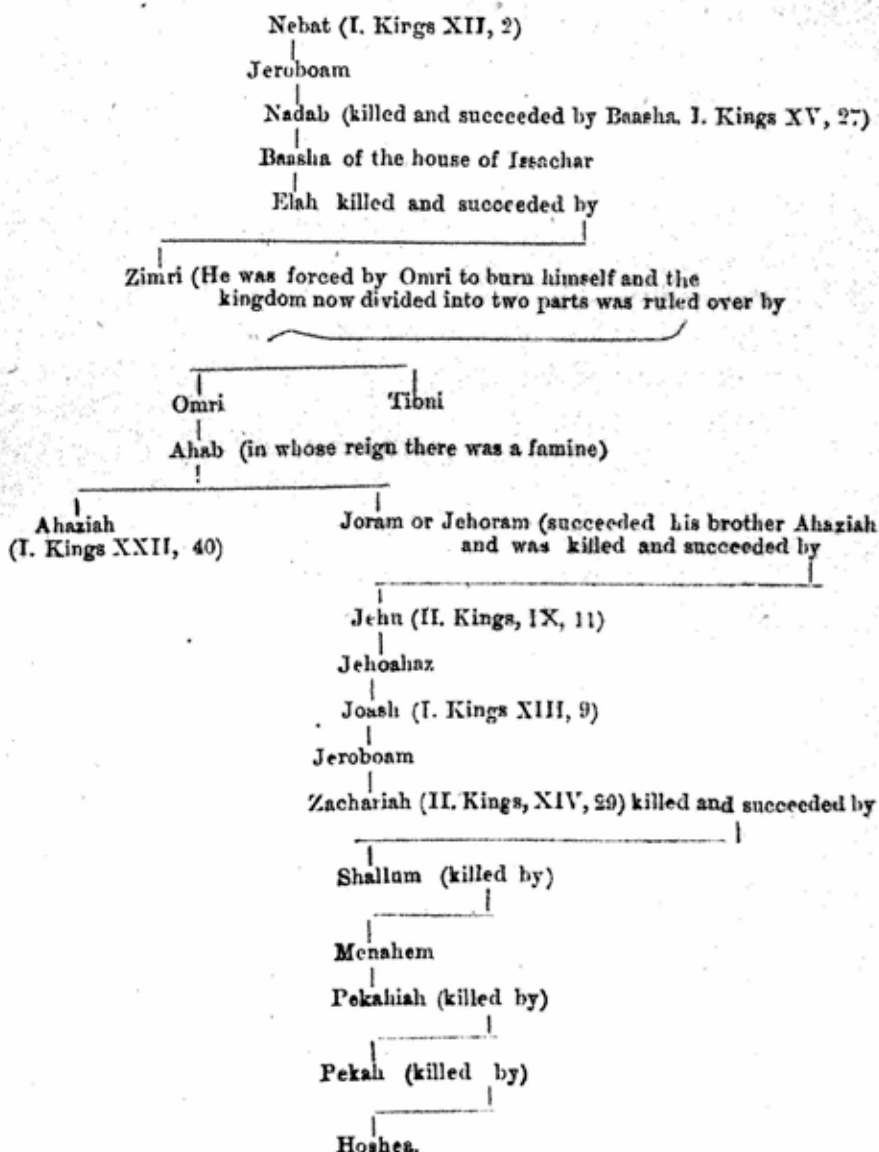 Nebat (I. Kirgs XII, 2)
Jeroboam
Nadab (killed and succeeded by Baasha. I. Kings XV, 27)
Baasha of the house of Issachar
Elah killed and succeeded by
Zimri (He was forced by Omri to burn himself and the
kingdom now divided into two parts was ruled over by
Omri Tibni
Ahab (in whose reign there was a famine)
Ahaziah Joram or Jehoram (succeeded his brother Ahaziah
(I. Kings XXII, 40) and was killed and succeeded by
Jehu (II. Kings, IX, 11)
Jehoahaz
Joash (I. Kings XIII, 9)
Jeroboam
Zachariah (II. Kings, XIV, 29) killed and succeeded by
Shallum (killed by)
Menahem
Pekahiah (killed by)
Pekah (killed by)
Hoshea.